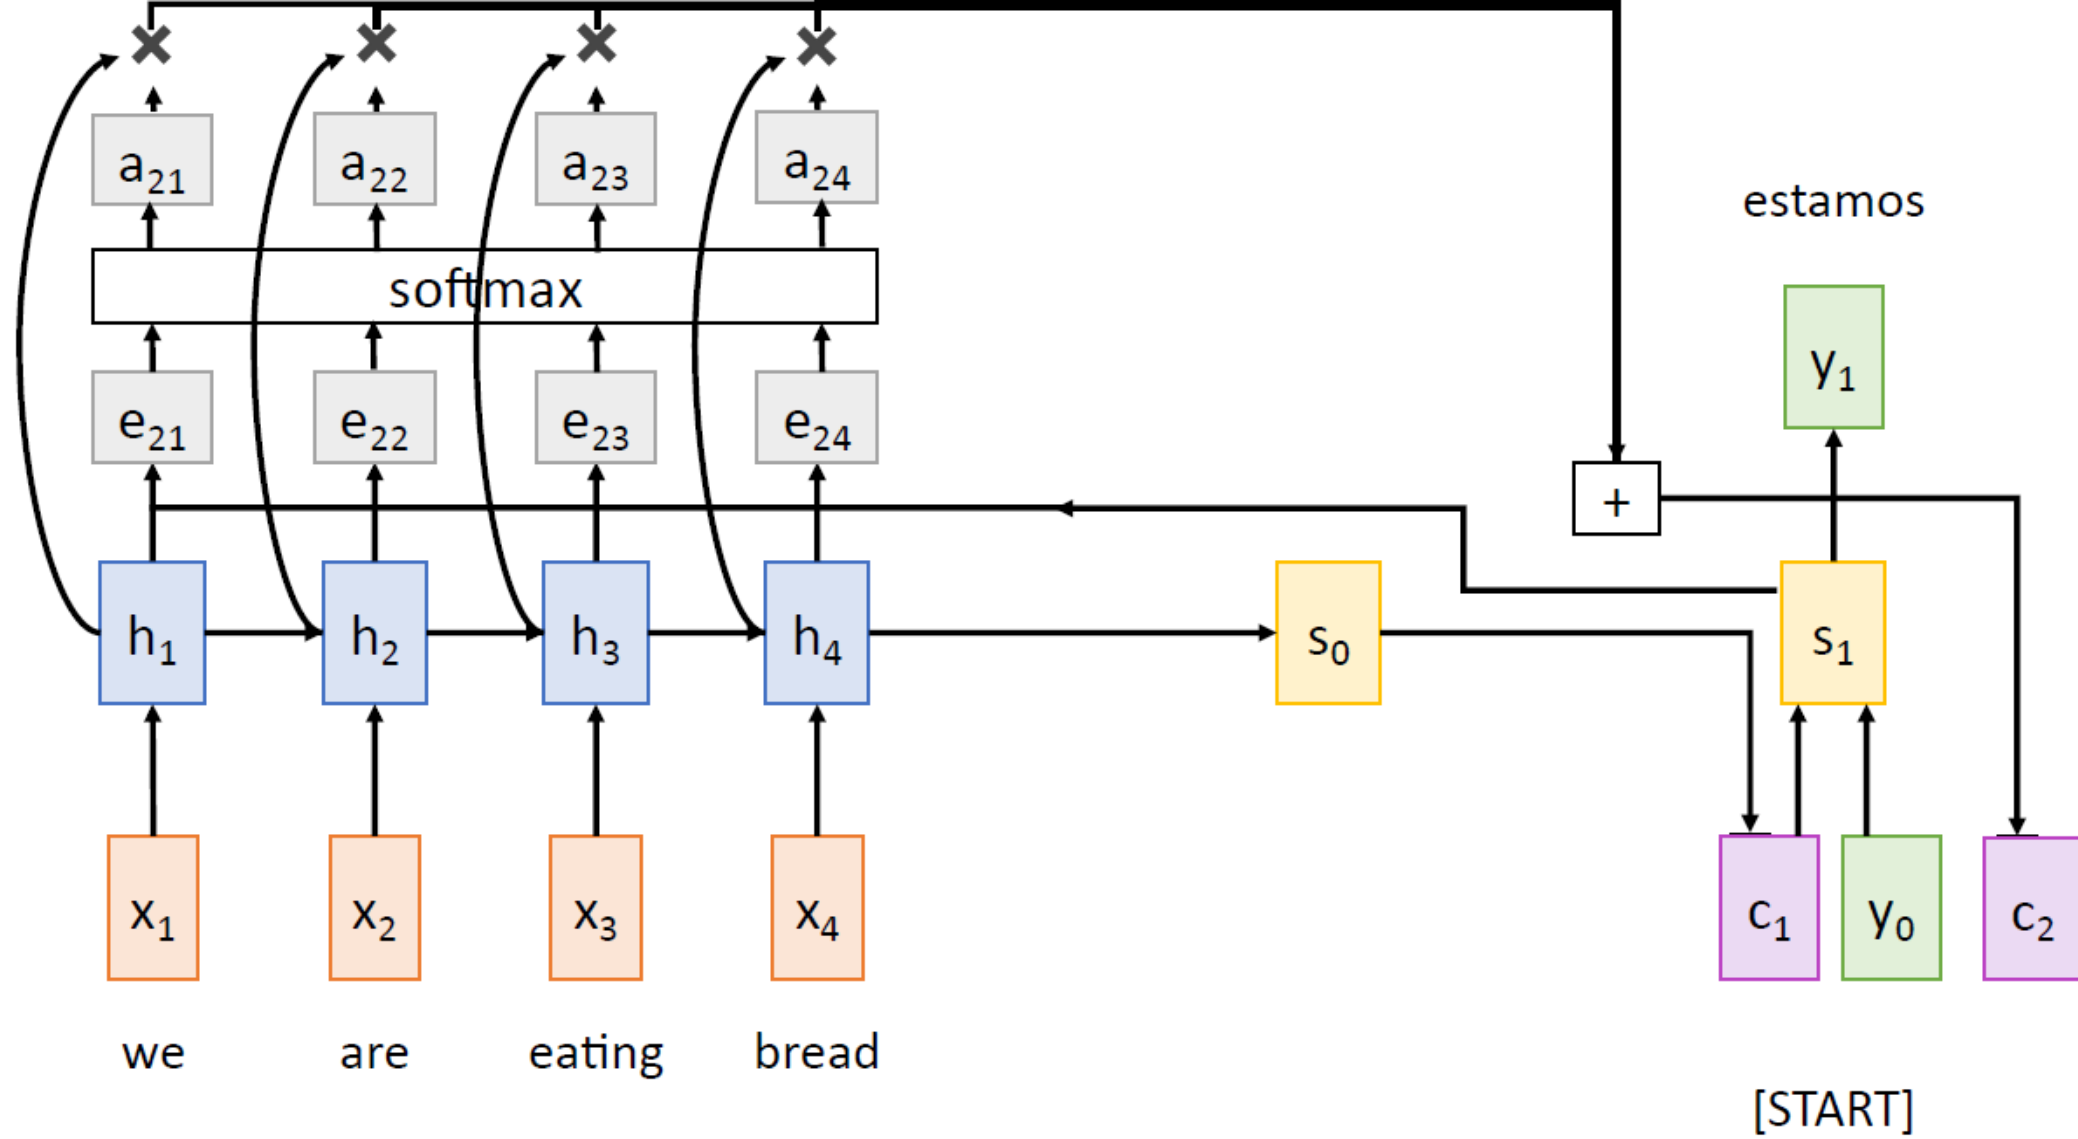 a21 a22 a23 a24
estamos
softmax
y1
e21 e22 e23 e24
+
h1 h2 h3 h4 s0 s1
x1 x2 x3 x4 c1 y0 c2
we are eating bread
[START]